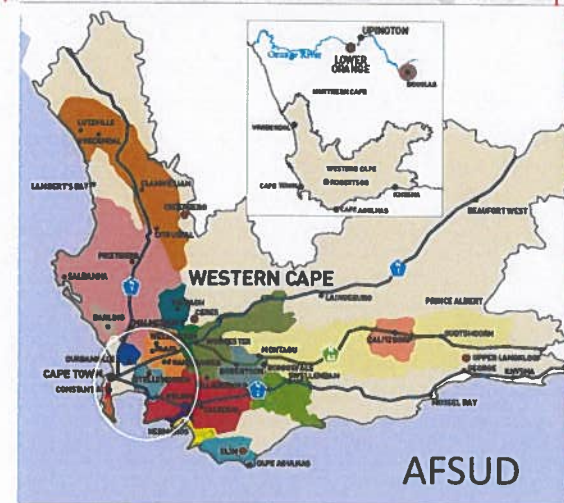 UPINGTON
Orange River
LOWER
ORANGE
DOUGLAS
NORTHERN CAPE
VREDENDAL
WESTERN CAPE
CAPE TOWN
ROBERTSON
KNYSNA
CAPE AGULHAS
LUTZVILLE
VREDENDAL
CLANWILLIAM
LAMBERT'S BAY
CEDERBERG
CITRUSDAL
BEAUFORT WEST
PIKETBERG
SALDANHA
WESTERN CAPE
LAINGSBURG
PRINCE ALBERT
TULBAGH
CERES
DARLING
MALMESBURY
WORCESTER
MONTAGU
CALITZDORP
OUDTSHOORN
DURBANVILLE
CAPE TOWN
CONSTANTIA
STELLENBOSCH
ROBERTSON
BONNIEVALE
SWELLENDAM
UPPER LANGKLOOF
GEORGE
KNYSNA
MOSSEL BAY
HERMANUS
ELIM
CAPE AGULHAS
AFSUD